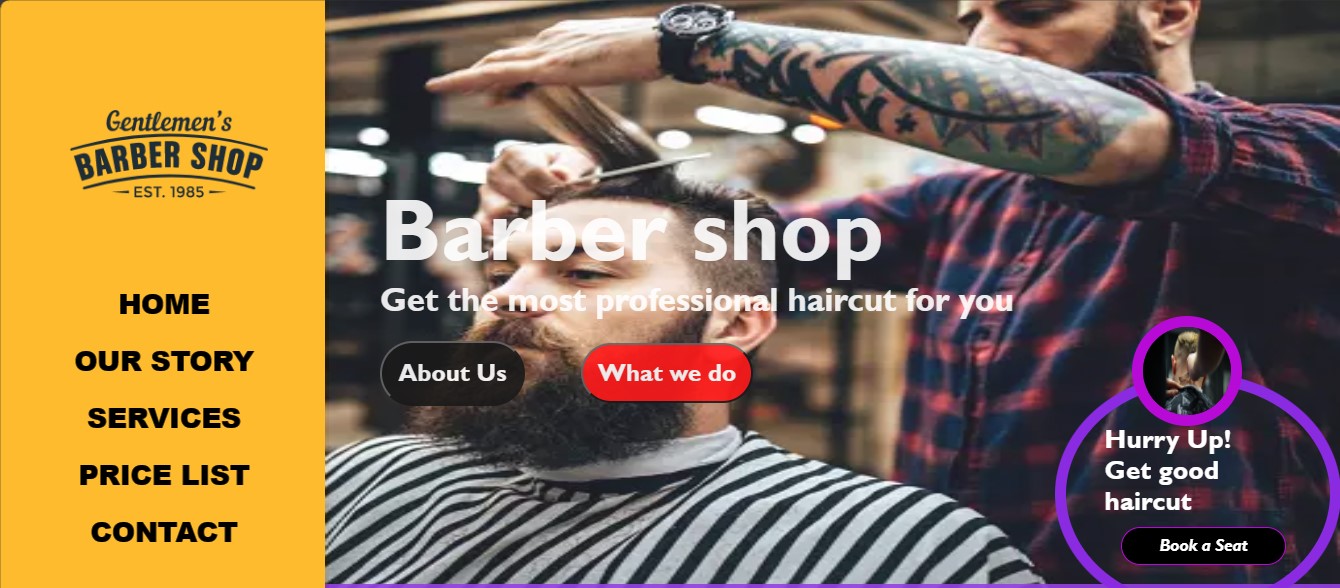 Gentlemen's
BARBER SHOP
EST. 1985
HOME
OUR STORY
SERVICES
PRICE LIST
CONTACT
Barber shop
Get the most professional haircut for you
About Us
What we do
Hurry Up!
Get good
haircut
Book a Seat